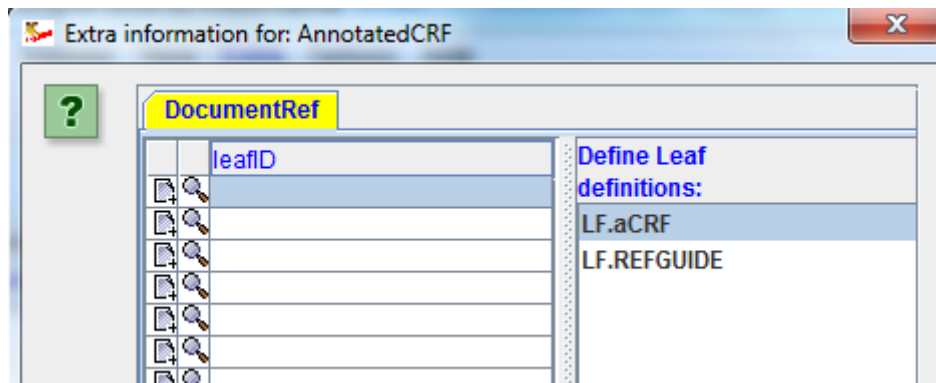 Extra information for: AnnotatedCRF
X
?
DocumentRef
leafID
Define Leaf
definitions:
LF.aCRF
LF.REFGUIDE